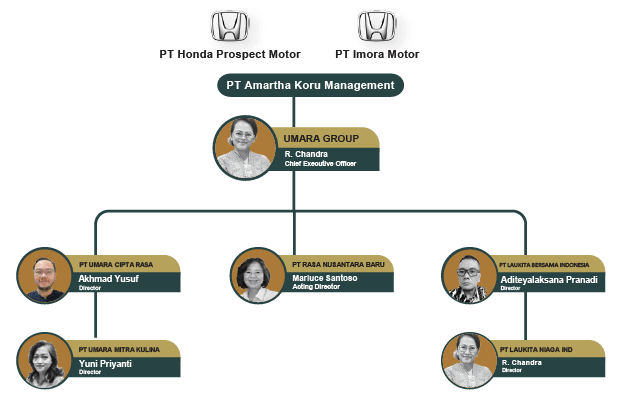 PT Honda Prospect Motor
PT Imora Motor
PT Amartha Koru Management
UMARA GROUP
R. Chandra
Chief Executive Officer
PT UMARA CIPTA RASA
Akhmad Yusuf
Director
PT RASA NUSANTARA BARU
Marluce Santoso
Acting Director
PT LAUKITA BERSAMA INDONESIA
Aditeyalaksana Pranadi
Director
PT UMARA MITRA KULINA
Yuni Priyanti
Director
PT LAUKITA NIAGA IND
R. Chandra
Director